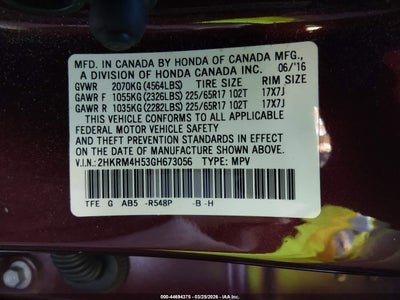 MFD. IN CANADA BY HONDA OF CANADA MFG.,
A DIVISION OF HONDA CANADA INC. 06/'16
GVWR 2070KG (4564LBS) TIRE SIZE RIM SIZE
GAWR F 1055KG (2326LBS) 225/65R17 102T 17X7J
GAWR R 1035KG (2282LBS) 225/65R17 102T 17X7J
THIS VEHICLE CONFORMS TO ALL APPLICABLE
FEDERAL MOTOR VEHICLE SAFETY, BUMPER,
AND THEFT PREVENTION STANDARDS IN EFFECT
ON THE DATE OF MANUFACTURE SHOWN ABOVE.
V.I.N.: 2HKRM4H53GH673056 TYPE: MPV
TFE G AB5 -R548P -B -H
000-44694375 - 03/25/2026 - IAA Inc.